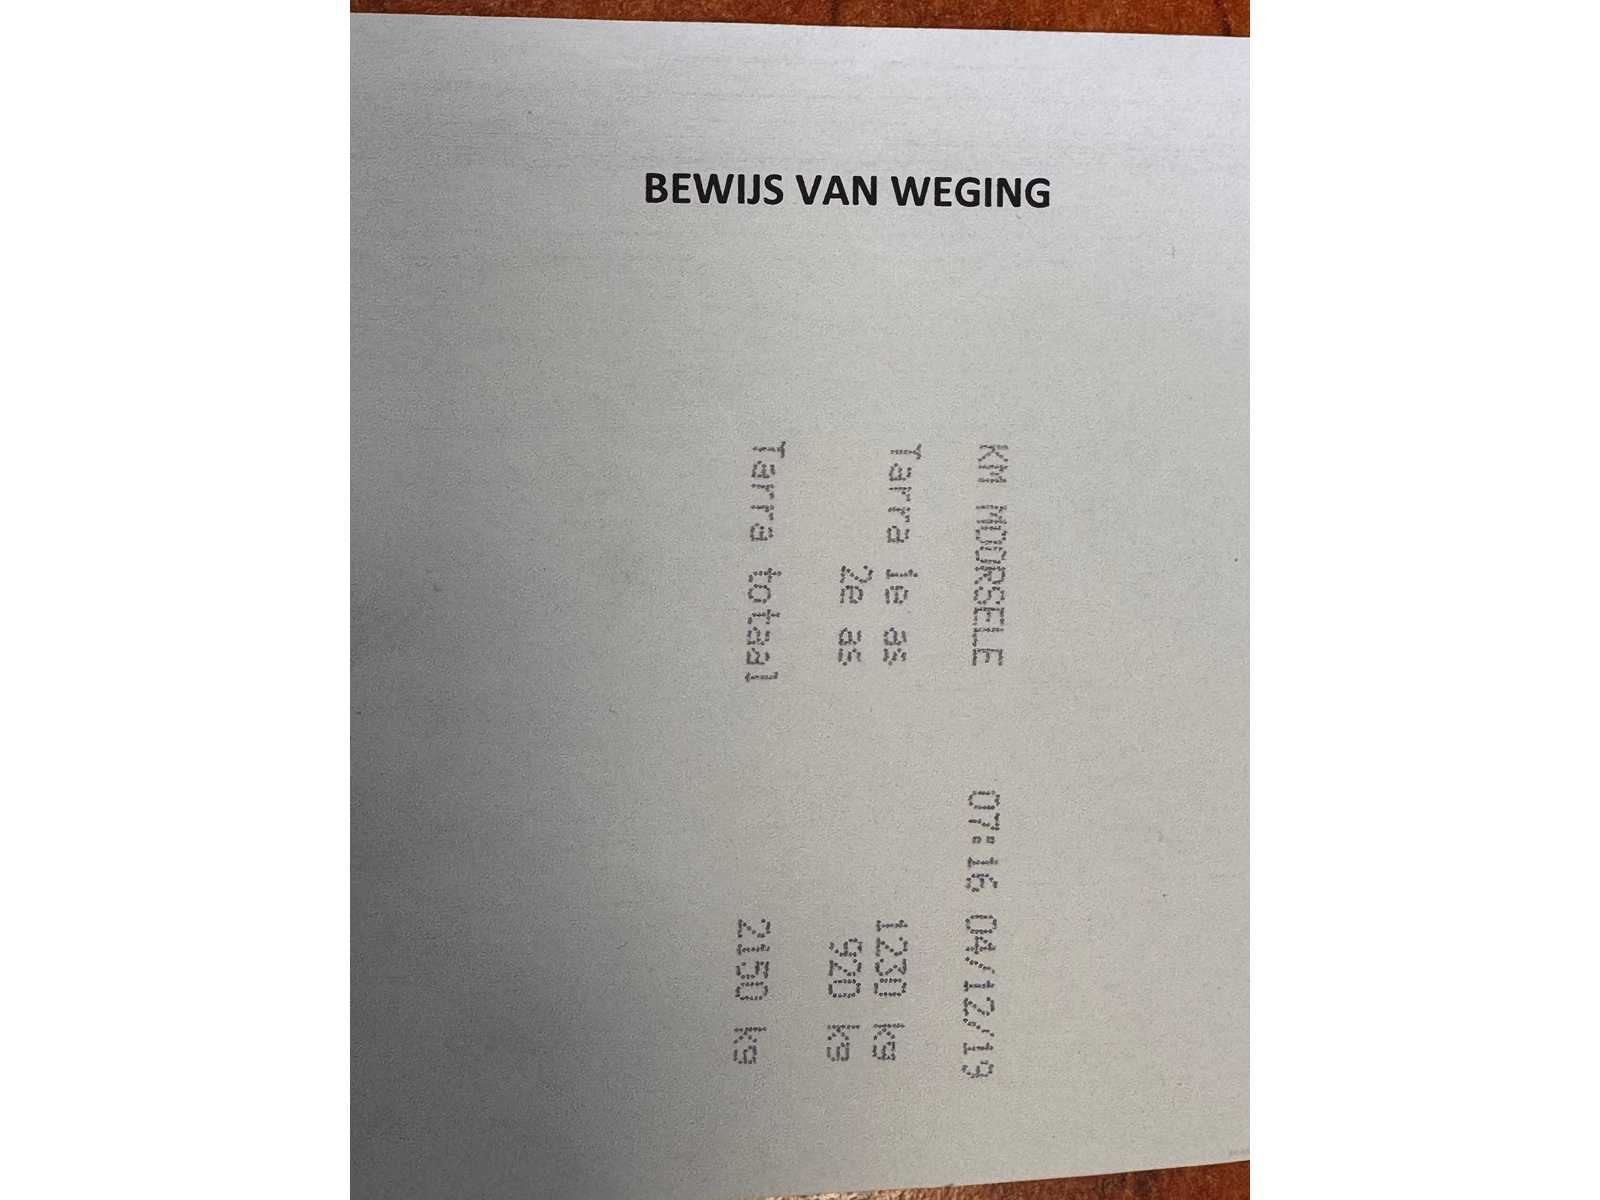 BEWIJS VAN WEGING
KM MOORSELE 07:16 04/12/19
Tarra 1e as 1230 kg
2e as 920 kg
Tarra totaal 2150 kg